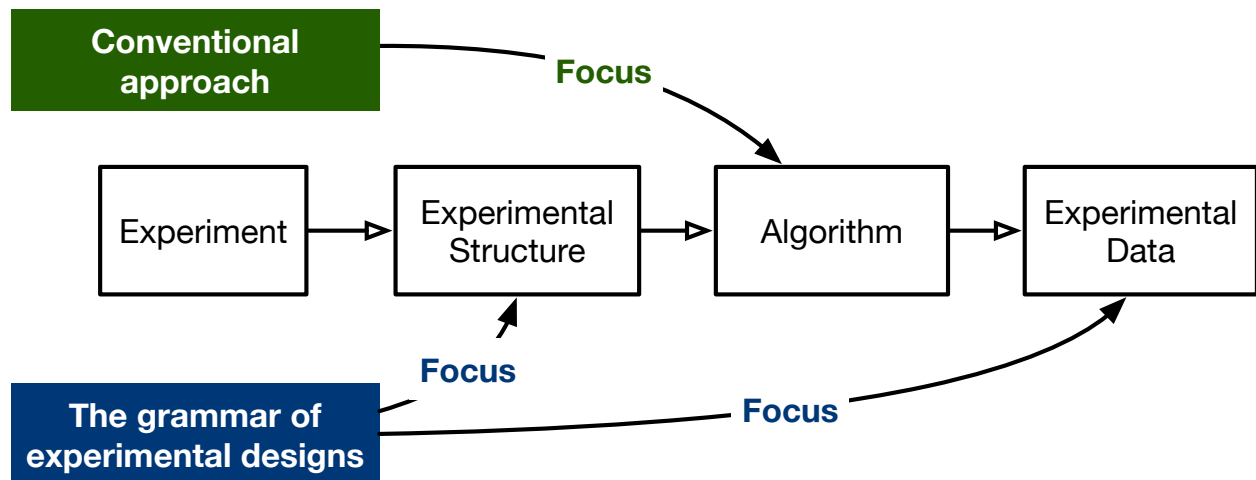 Conventional
approach
Focus
Experiment
Experimental
Structure
Algorithm
Experimental
Data
Focus
Focus
The grammar of
experimental designs